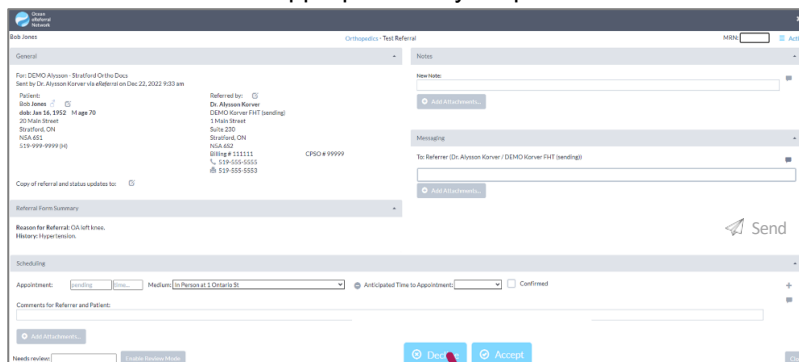 Ocean
eReferral
Network
Bob Jones
Orthopedics - Test Referral
MRN:
General
Notes
For: DEMO Alysson - Stratford Ortho Docs
Sent by Dr. Alysson Korver via eReferral on Dec 22, 2022 9:33 am
New Note:
Patient:
Bob Jones
dob: Jan 16, 1952 M age 70
20 Main Street
Stratford, ON
N5A 6S1
519-999-9999 (H)
Referred by:
Dr. Alysson Korver
DEMO Korver FHT (sending)
1 Main Street
Suite 230
Stratford, ON
N5A 6S2
Billing # 111111 CPSO # 99999
519-555-5555
519-555-5553
Add Attachments...
Messaging
To: Referrer (Dr. Alysson Korver / DEMO Korver FHT (sending))
Copy of referral and status updates to:
Add Attachments...
Referral Form Summary
Reason for Referral: OA left knee.
History: Hypertension.
Send
Scheduling
Appointment: pending time... Medium: In Person at 1 Ontario St Anticipated Time to Appointment: Confirmed
Comments for Referrer and Patient:
Add Attachments...
Needs review: Enable Review Mode
Accept